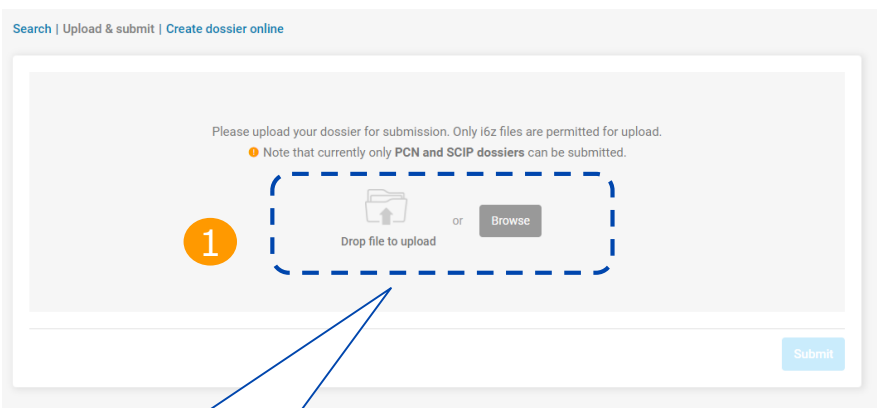 Search | Upload & submit | Create dossier online
Please upload your dossier for submission. Only i6z files are permitted for upload.
Note that currently only PCN and SCIP dossiers can be submitted.
1
or
Browse
Drop file to upload
Submit